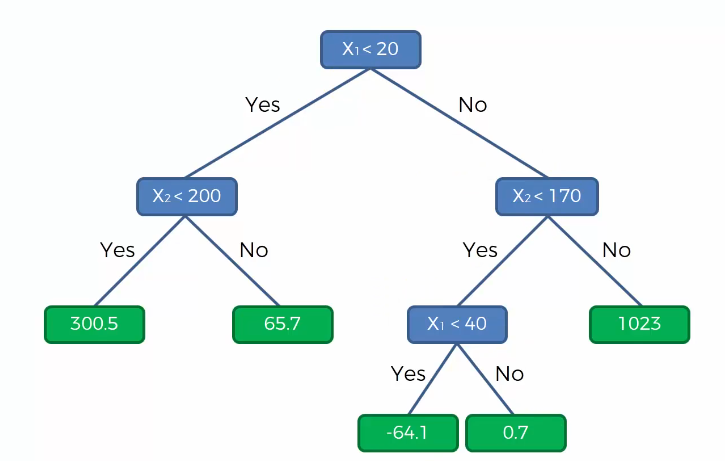 X₁ < 20
Yes
No
X₂ < 200
X₂ < 170
Yes
No
Yes
No
300.5
65.7
X₁ < 40
1023
Yes
No
-64.1
0.7